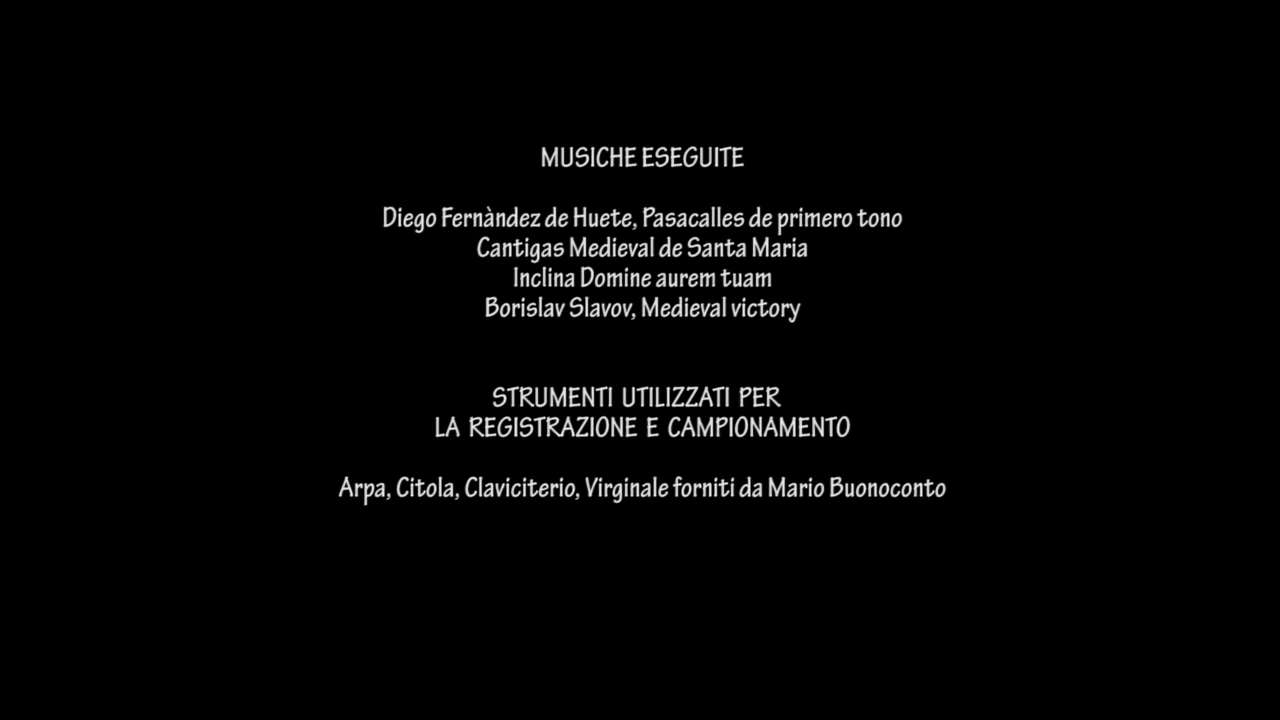 MUSICHE ESEGUITE
Diego Fernàndez de Huete, Pasacalles de primero tono
Cantigas Medieval de Santa Maria
Inclina Domine aurem tuam
Borislav Slavov, Medieval victory
STRUMENTI UTILIZZATI PER
LA REGISTRAZIONE E CAMPIONAMENTO
Arpa, Citola, Claviciterio, Virginale forniti da Mario Buonoconto